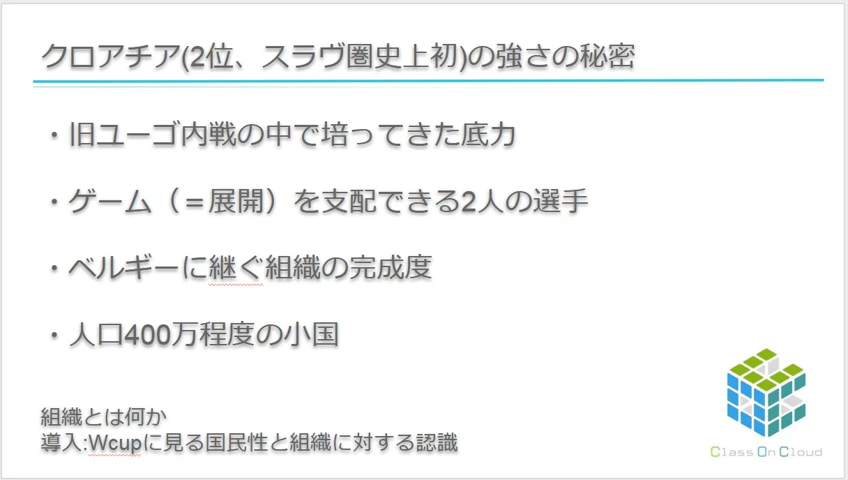 クロアチア(2位、スラヴ圏史上初)の強さの秘密
・旧ユーゴ内戦の中で培ってきた底力
・ゲーム（＝展開）を支配できる2人の選手
・ベルギーに継ぐ組織の完成度
・人口400万程度の小国
組織とは何か
導入:Wcupに見る国民性と組織に対する認識
Class On Cloud